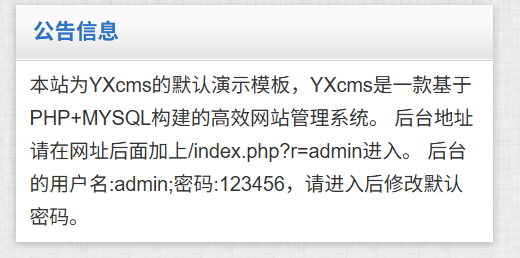 公告信息
本站为YXcms的默认演示模板，YXcms是一款基于
PHP+MYSQL构建的高效网站管理系统。 后台地址
请在网址后面加上/index.php?r=admin进入。 后台
的用户名:admin;密码:123456，请进入后修改默认
密码。